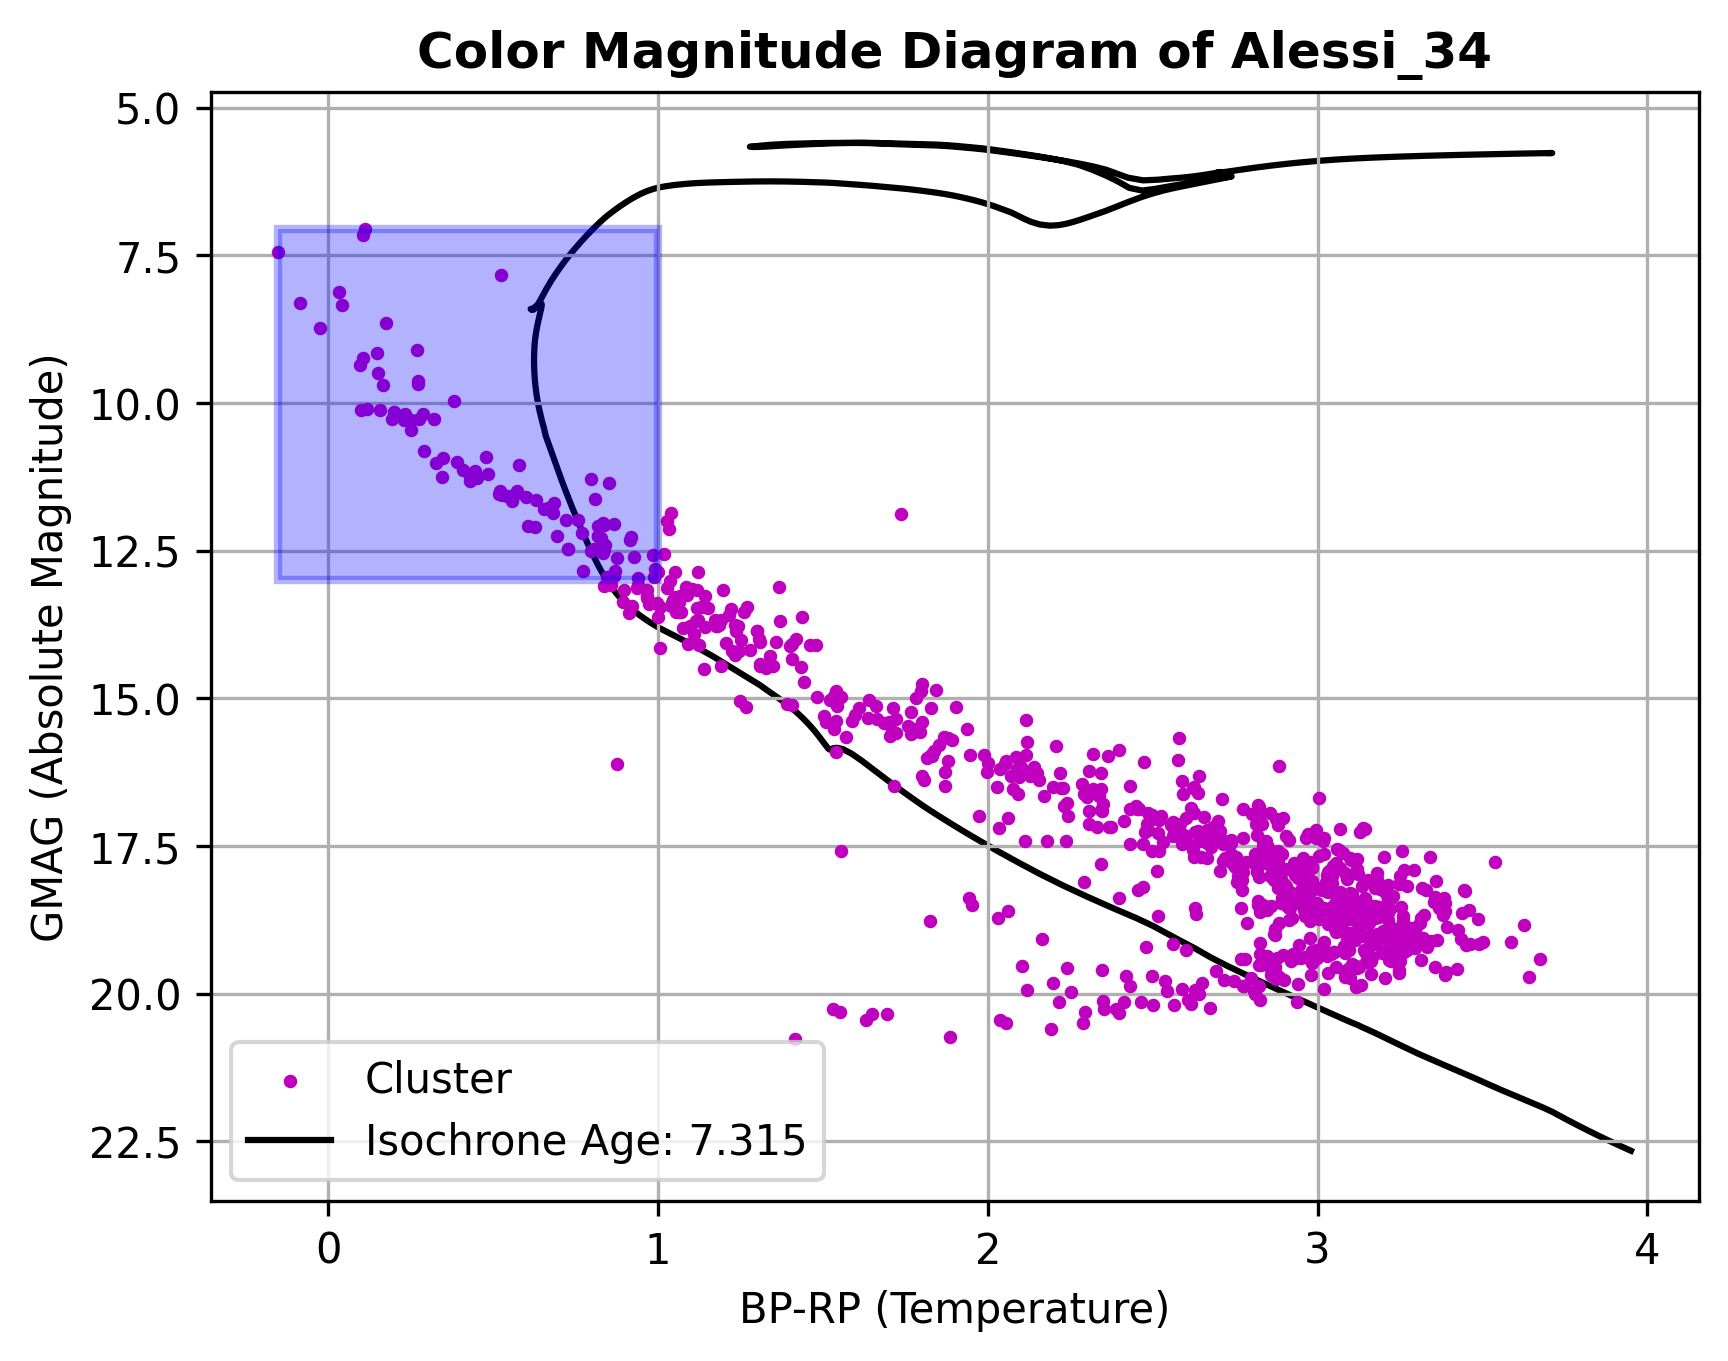 Color Magnitude Diagram of Alessi_34
GMAG (Absolute Magnitude)
5.0
7.5
10.0
12.5
15.0
17.5
20.0
22.5
Cluster
Isochrone Age: 7.315
0 1 2 3 4
BP-RP (Temperature)